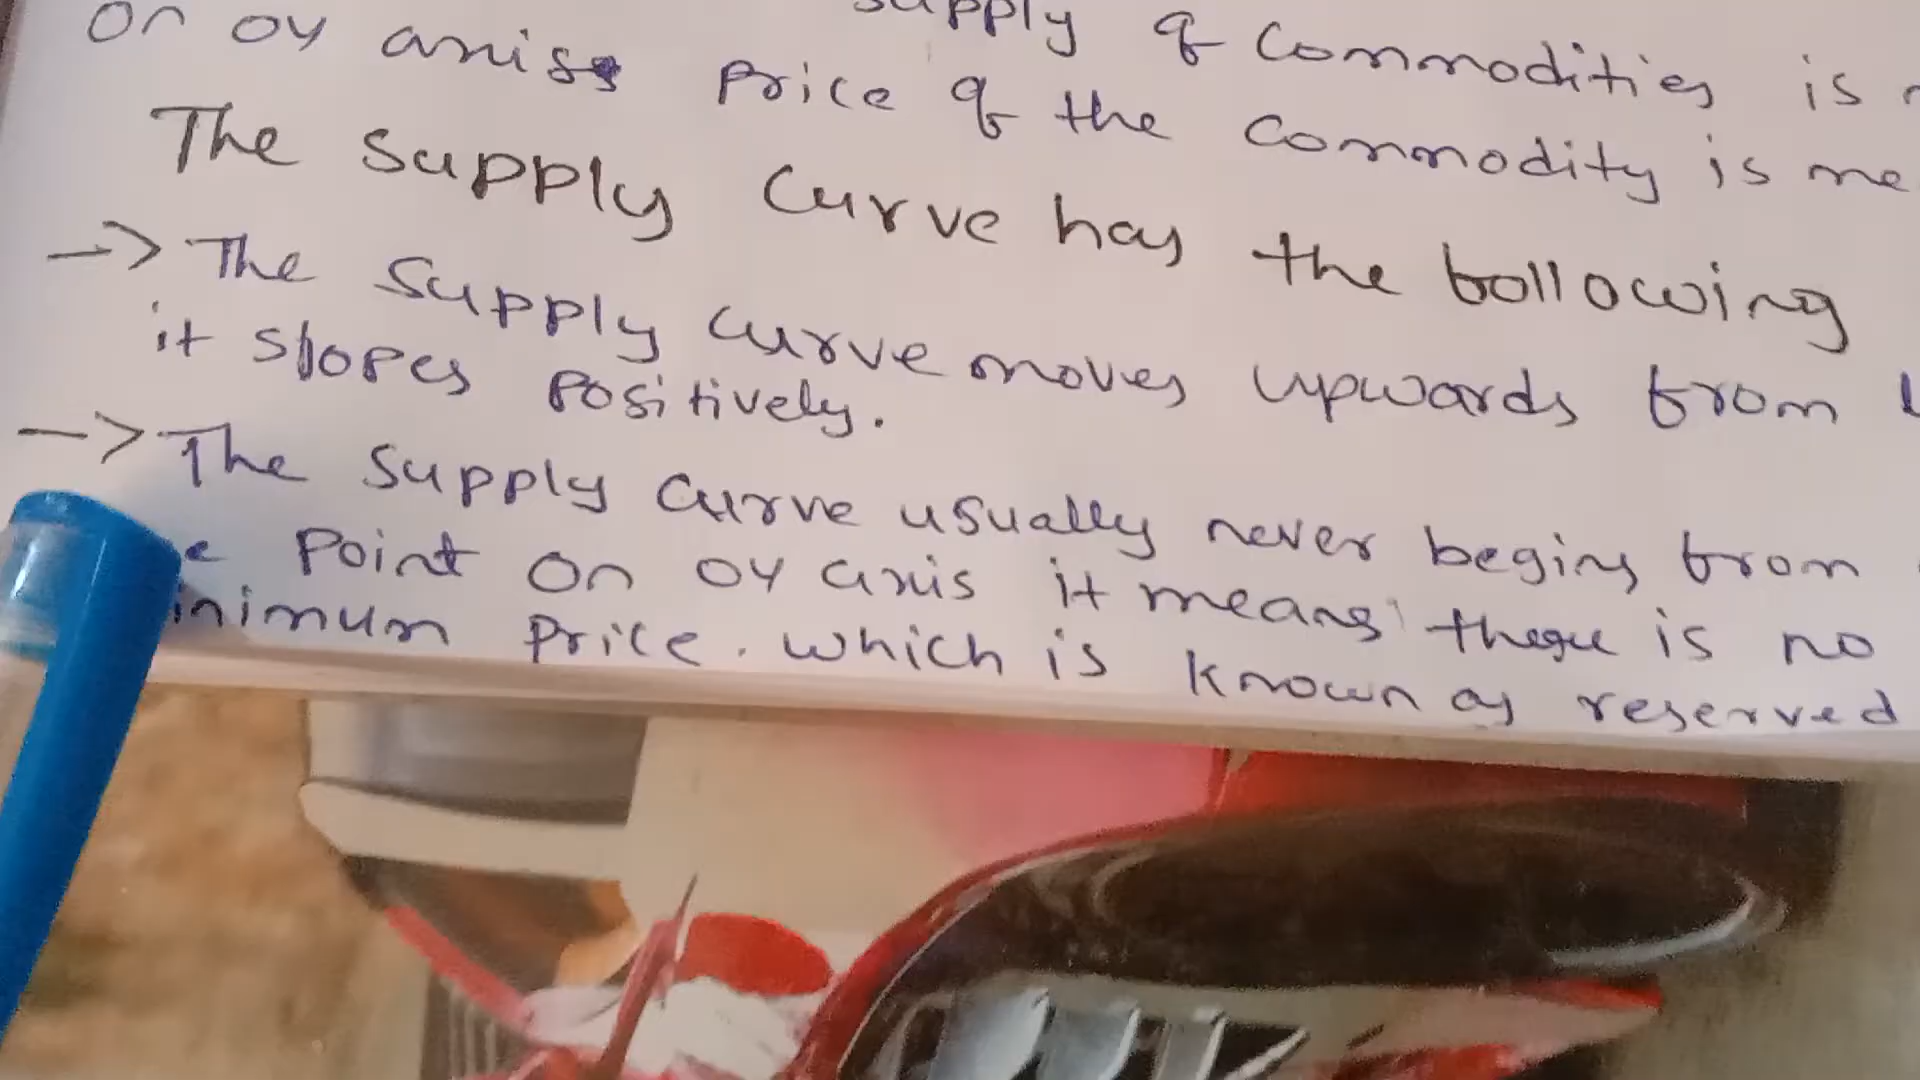 supply of commodities is
on oy axis price of the commodity is me
The supply curve has the following
-> The supply curve moves upwards from
it slopes positively.
-> The supply curve usually never begins from
e point on oy axis it means there is no
inimum price. which is known as reserved